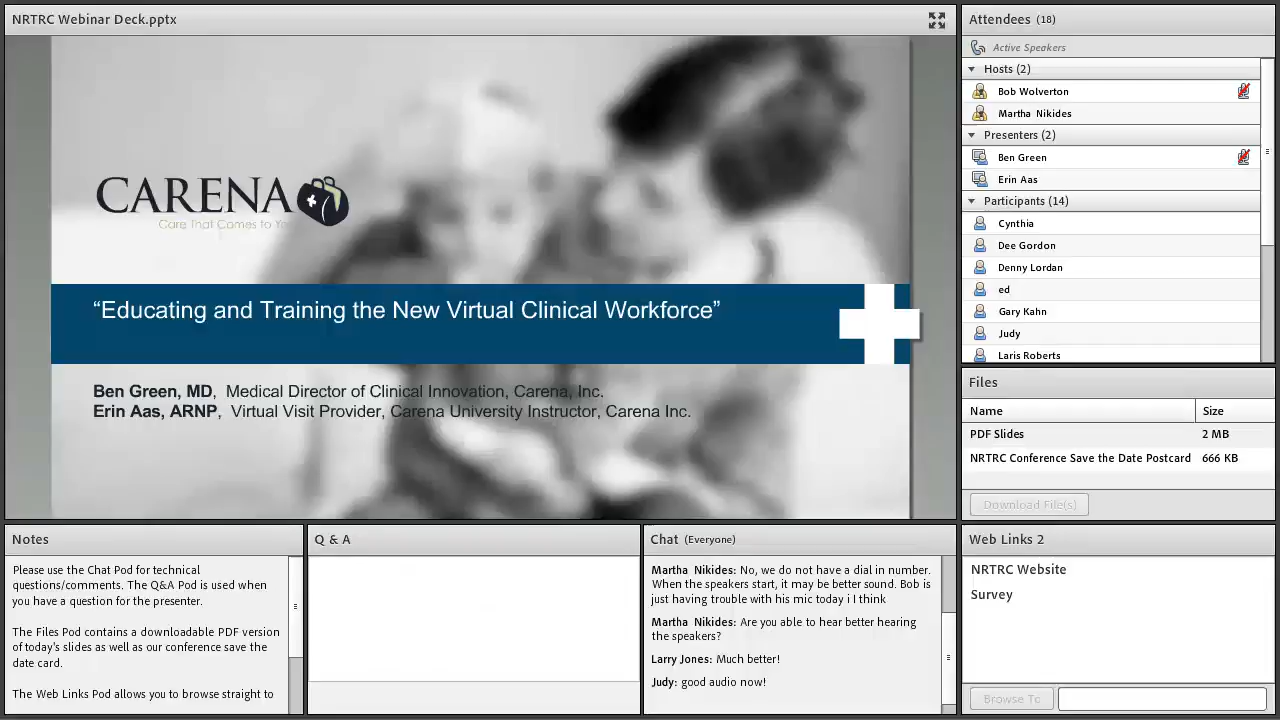 NRTRC Webinar Deck.pptx
CARENA
Care That Comes to You
“Educating and Training the New Virtual Clinical Workforce”
Ben Green, MD, Medical Director of Clinical Innovation, Carena, Inc.
Erin Aas, ARNP, Virtual Visit Provider, Carena University Instructor, Carena Inc.
Attendees (18)
Active Speakers
Hosts (2)
Bob Wolverton
Martha Nikides
Presenters (2)
Ben Green
Erin Aas
Participants (14)
Cynthia
Dee Gordon
Denny Lordan
ed
Gary Kahn
Judy
Laris Roberts
Files
Name Size
PDF Slides 2 MB
NRTRC Conference Save the Date Postcard 666 KB
Download File(s)
Notes
Please use the Chat Pod for technical
questions/comments. The Q&A Pod is used when
you have a question for the presenter.
The Files Pod contains a downloadable PDF version
of today's slides as well as our conference save the
date card.
The Web Links Pod allows you to browse straight to
Q & A
Chat (Everyone)
Martha Nikides: No, we do not have a dial in number.
When the speakers start, it may be better sound. Bob is
just having trouble with his mic today i I think
Martha Nikides: Are you able to hear better hearing
the speakers?
Larry Jones: Much better!
Judy: good audio now!
Web Links 2
NRTRC Website
Survey
Browse To